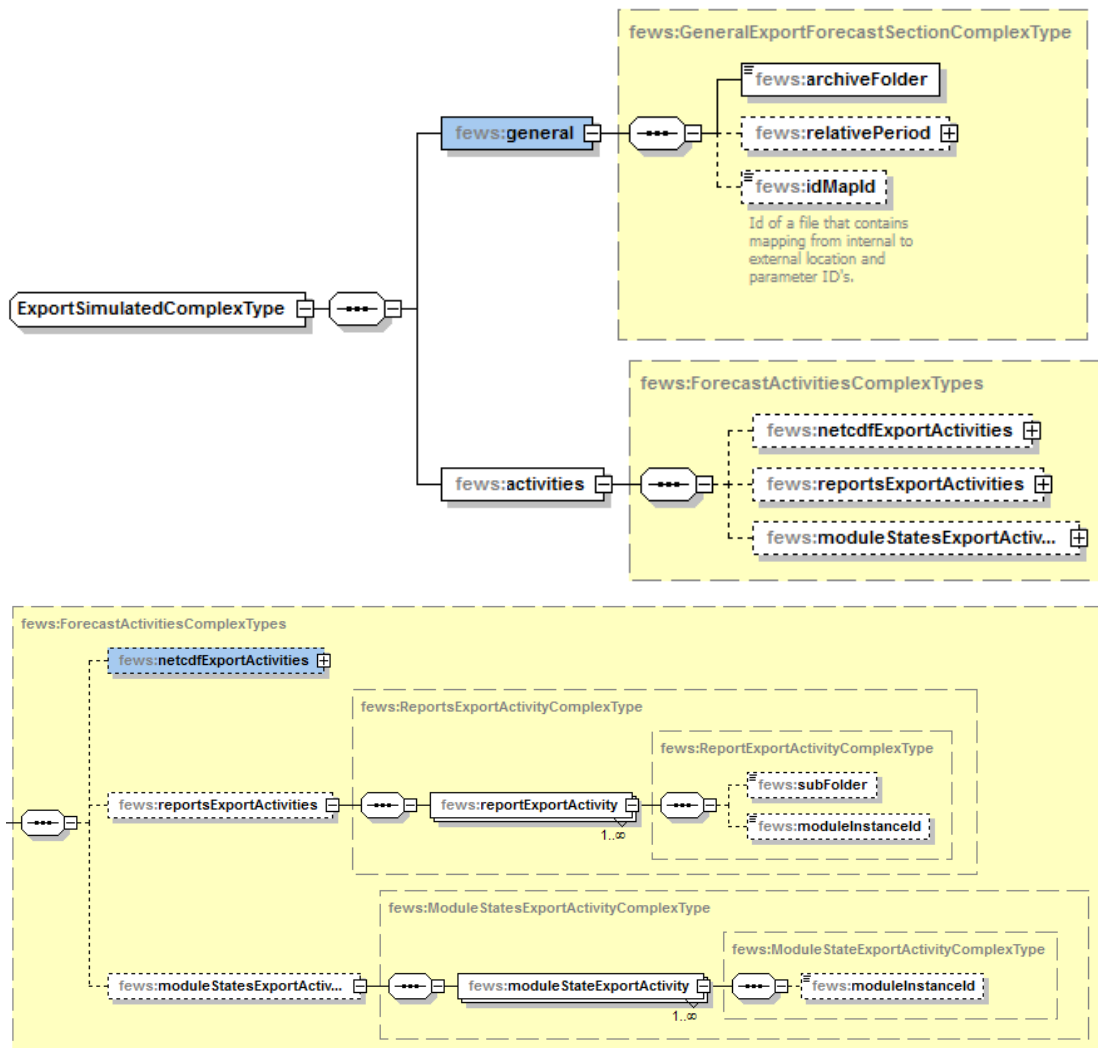 fews:GeneralExportForecastSectionComplexType
fews:archiveFolder
fews:general
fews:relativePeriod
fews:idMapId
Id of a file that contains
mapping from internal to
external location and
parameter ID's.
ExportSimulatedComplexType
fews:ForecastActivitiesComplexTypes
fews:netcdfExportActivities
fews:activities
fews:reportsExportActivities
fews:moduleStatesExportActiv...
fews:ForecastActivitiesComplexTypes
fews:netcdfExportActivities
fews:ReportsExportActivityComplexType
fews:ReportExportActivityComplexType
fews:subFolder
fews:reportsExportActivities
fews:reportExportActivity
fews:moduleInstanceId
1..∞
fews:ModuleStatesExportActivityComplexType
fews:ModuleStateExportActivityComplexType
fews:moduleStatesExportActiv...
fews:moduleStateExportActivity
fews:moduleInstanceId
1..∞